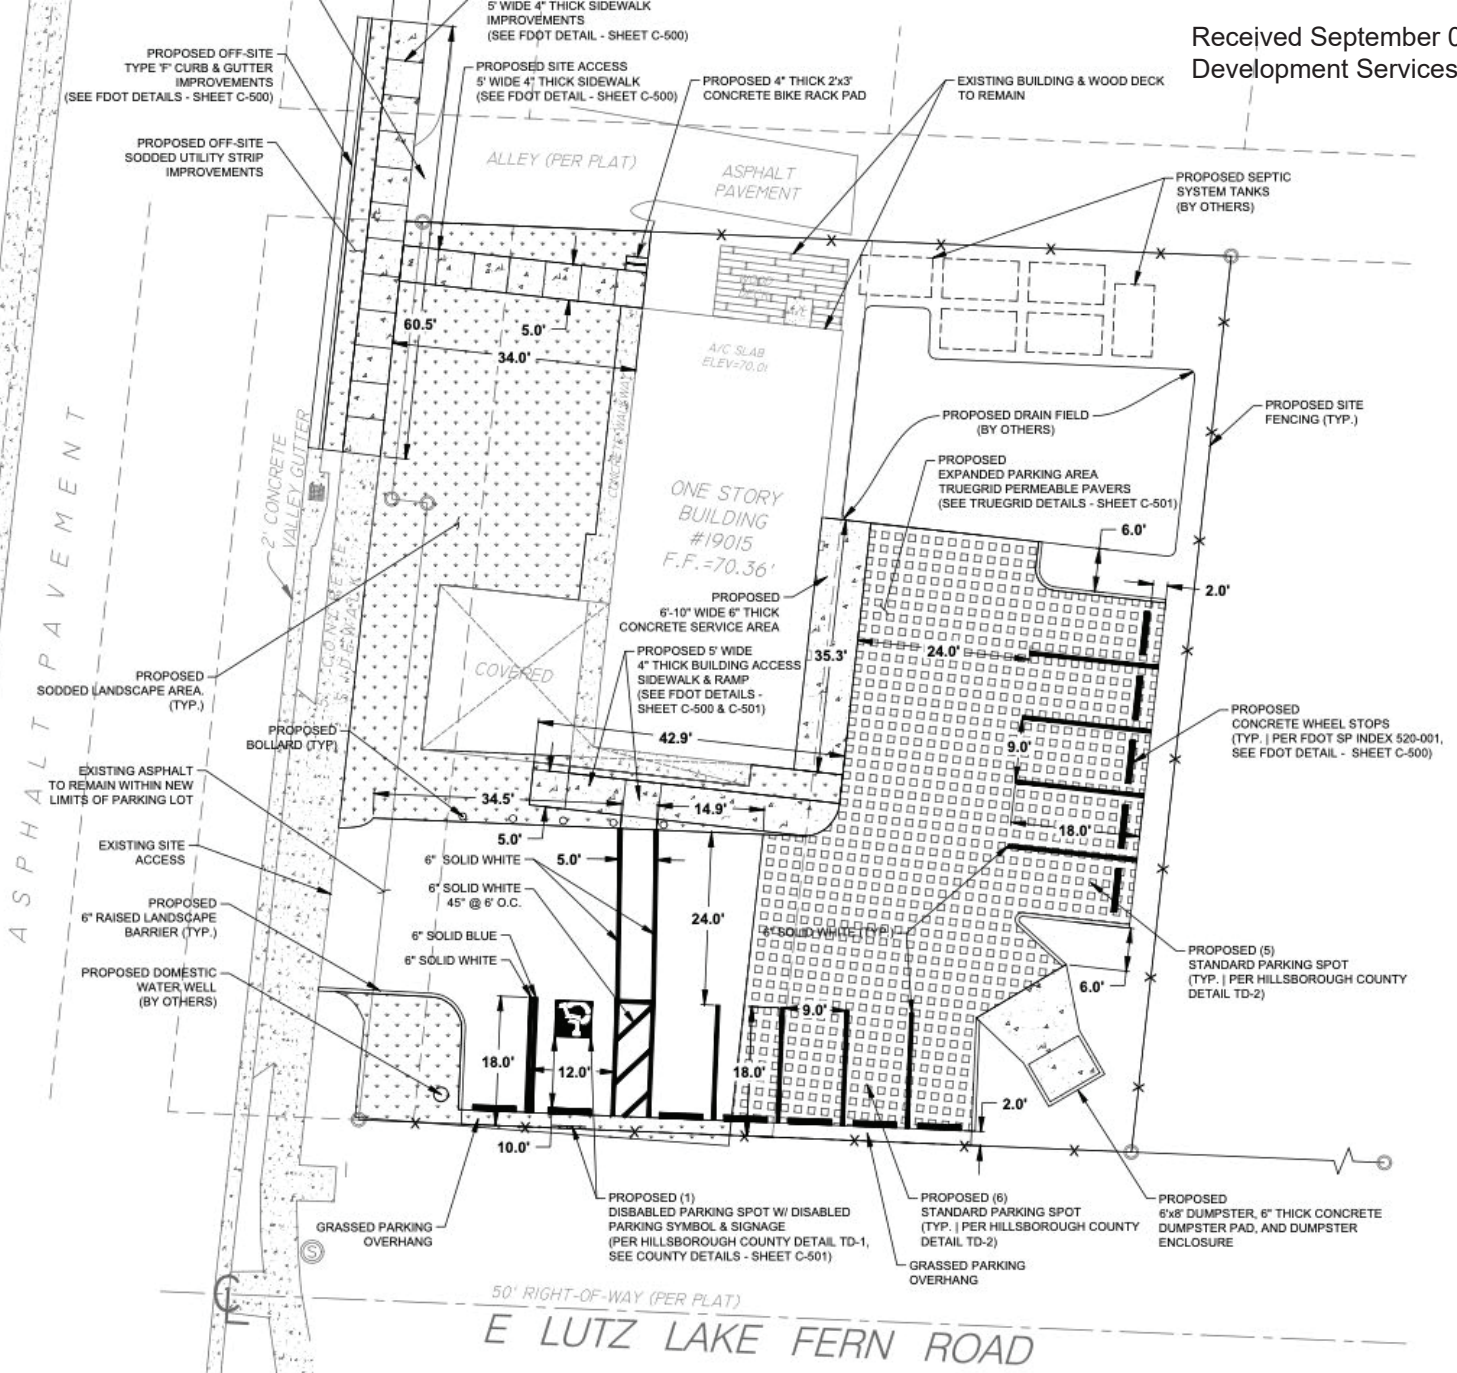 Received September 0
Development Services
5' WIDE 4" THICK SIDEWALK
IMPROVEMENTS
(SEE FDOT DETAIL - SHEET C-500)
PROPOSED OFF-SITE
TYPE 'F' CURB & GUTTER
IMPROVEMENTS
(SEE FDOT DETAILS - SHEET C-500)
PROPOSED SITE ACCESS
5' WIDE 4" THICK SIDEWALK
(SEE FDOT DETAIL - SHEET C-500)
PROPOSED 4" THICK 2'x3'
CONCRETE BIKE RACK PAD
EXISTING BUILDING & WOOD DECK
TO REMAIN
PROPOSED OFF-SITE
SODDED UTILITY STRIP
IMPROVEMENTS
ALLEY (PER PLAT)
ASPHALT
PAVEMENT
PROPOSED SEPTIC
SYSTEM TANKS
(BY OTHERS)
WOOD
DECK
A/C
60.5'
5.0'
34.0'
A/C SLAB
ELEV=70.01
CONCRETE WALKWAY
PROPOSED DRAIN FIELD
(BY OTHERS)
PROPOSED SITE
FENCING (TYP.)
2' CONCRETE
VALLEY GUTTER
ASPHALT PAVEMENT
CONCRETE
SIDEWALK
PROPOSED
EXPANDED PARKING AREA
TRUEGRID PERMEABLE PAVERS
(SEE TRUEGRID DETAILS - SHEET C-501)
ONE STORY
BUILDING
#19015
F.F.=70.36'
6.0'
2.0'
PROPOSED
6'-10" WIDE 6" THICK
CONCRETE SERVICE AREA
PROPOSED 5' WIDE
4" THICK BUILDING ACCESS
SIDEWALK & RAMP
(SEE FDOT DETAILS -
SHEET C-500 & C-501)
35.3'
24.0'
COVERED
PROPOSED
SODDED LANDSCAPE AREA.
(TYP.)
PROPOSED
BOLLARD (TYP)
42.9'
9.0'
PROPOSED
CONCRETE WHEEL STOPS
(TYP. | PER FDOT SP INDEX 520-001,
SEE FDOT DETAIL - SHEET C-500)
EXISTING ASPHALT
TO REMAIN WITHIN NEW
LIMITS OF PARKING LOT
34.5'
14.9'
18.0'
5.0'
EXISTING SITE
ACCESS
6" SOLID WHITE
5.0'
6" SOLID WHITE
45° @ 6' O.C.
PROPOSED
6" RAISED LANDSCAPE
BARRIER (TYP.)
24.0'
6" SOLID BLUE
6" SOLID WHITE
6" SOLID WHITE (TYP.)
PROPOSED (5)
STANDARD PARKING SPOT
(TYP. | PER HILLSBOROUGH COUNTY
DETAIL TD-2)
6.0'
PROPOSED DOMESTIC
WATER WELL
(BY OTHERS)
9.0'
18.0'
12.0'
18.0'
2.0'
10.0'
GRASSED PARKING
OVERHANG
PROPOSED (1)
DISBABLED PARKING SPOT W/ DISABLED
PARKING SYMBOL & SIGNAGE
(PER HILLSBOROUGH COUNTY DETAIL TD-1,
SEE COUNTY DETAILS - SHEET C-501)
PROPOSED (6)
STANDARD PARKING SPOT
(TYP. | PER HILLSBOROUGH COUNTY
DETAIL TD-2)
GRASSED PARKING
OVERHANG
PROPOSED
6'x8' DUMPSTER, 6" THICK CONCRETE
DUMPSTER PAD, AND DUMPSTER
ENCLOSURE
S
CL
50' RIGHT-OF-WAY (PER PLAT)
E LUTZ LAKE FERN ROAD